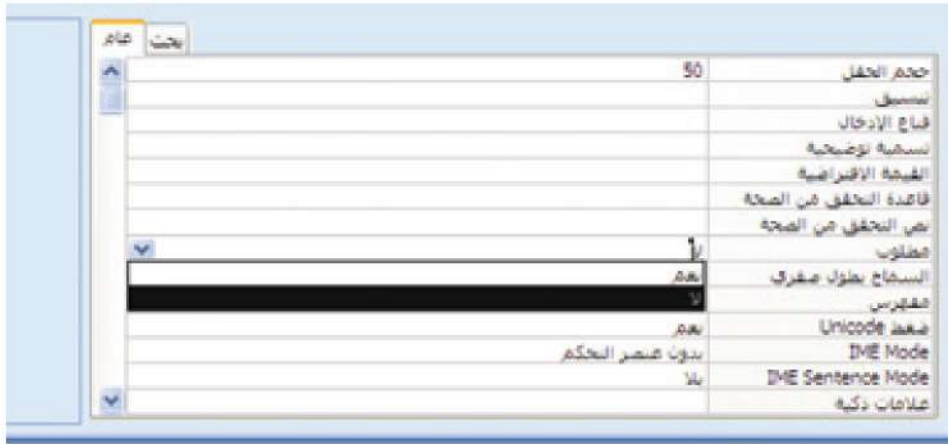 عام بحث
حجم الحقل 50
تنسيق
قناع الإدخال
تسمية توضيحية
القيمة الافتراضية
قاعدة التحقق من الصحة
نص التحقق من الصحة
مطلوب لا
السماح بطول صفري نعم
مفهرس لا
ضغط Unicode نعم
IME Mode بدون عنصر التحكم
IME Sentence Mode بلا
علامات ذكية